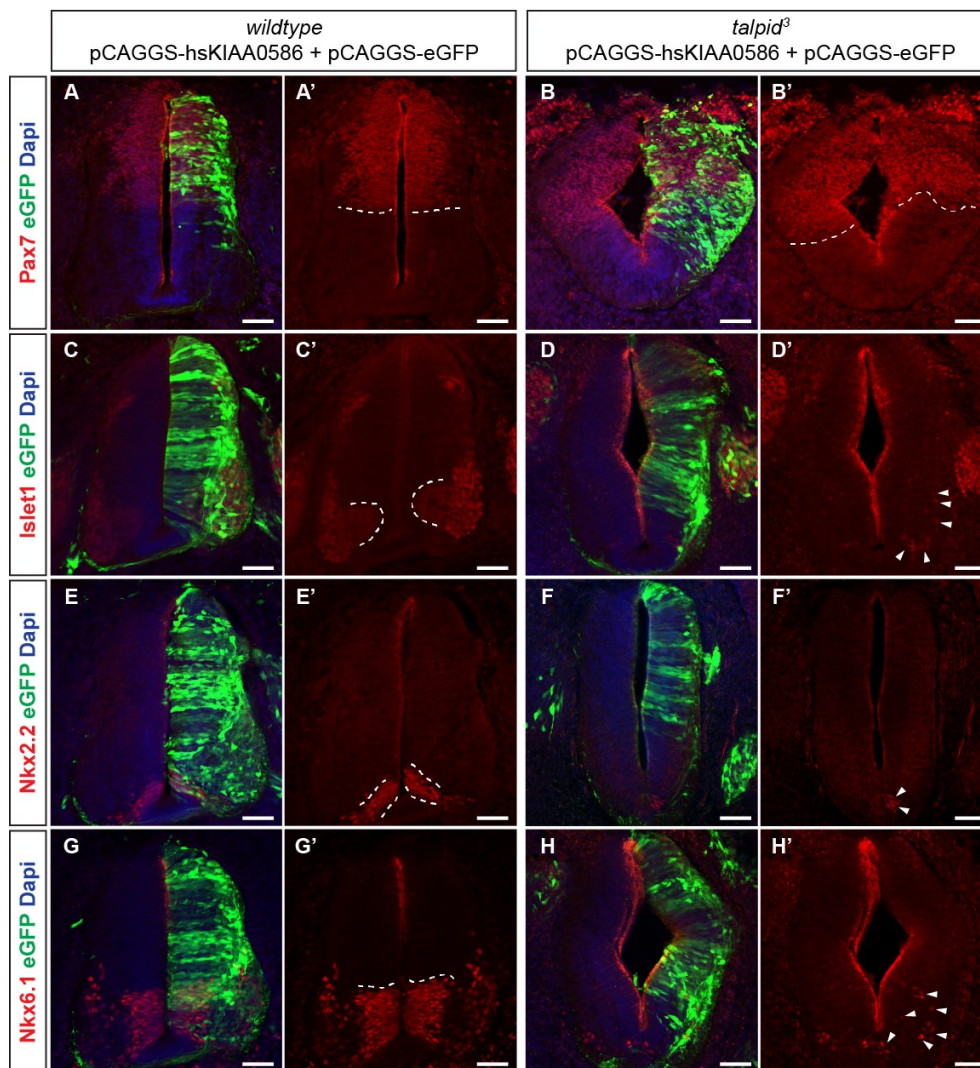 wildtype
pCAGGS-hsKIAA0586 + pCAGGS-eGFP
talpid³
pCAGGS-hsKIAA0586 + pCAGGS-eGFP
Pax7 eGFP Dapi
A
A'
B
B'
Islet1 eGFP Dapi
C
C'
D
D'
Nkx2.2 eGFP Dapi
E
E'
F
F'
Nkx6.1 eGFP Dapi
G
G'
H
H'